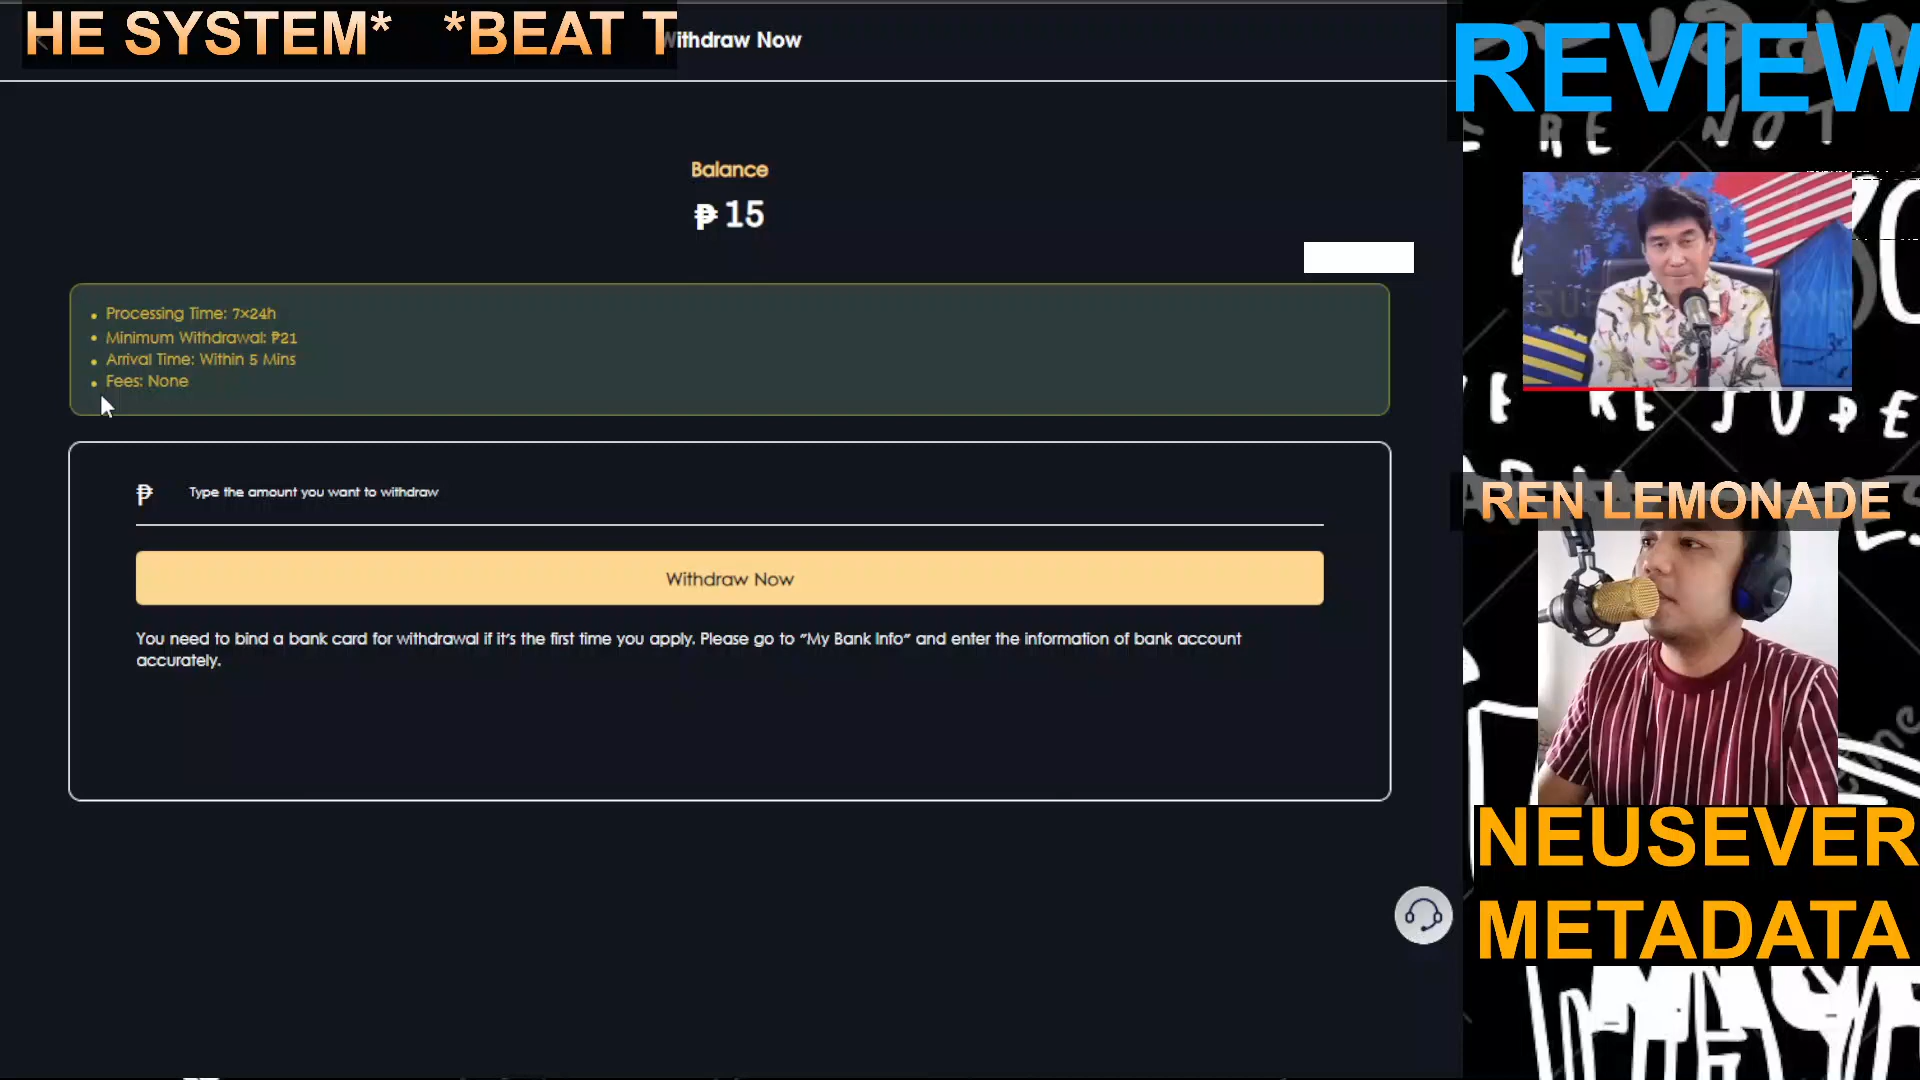 HE SYSTEM* *BEAT T
ithdraw Now
REVIEW
RE NOT
Balance
₱ 15
Processing Time: 7×24h
Minimum Withdrawal: ₱21
Arrival Time: Within 5 Mins
Fees: None
₱ Type the amount you want to withdraw
REN LEMONADE
Withdraw Now
You need to bind a bank card for withdrawal if it's the first time you apply. Please go to "My Bank Info" and enter the information of bank account
accurately.
NEUSEVER
METADATA